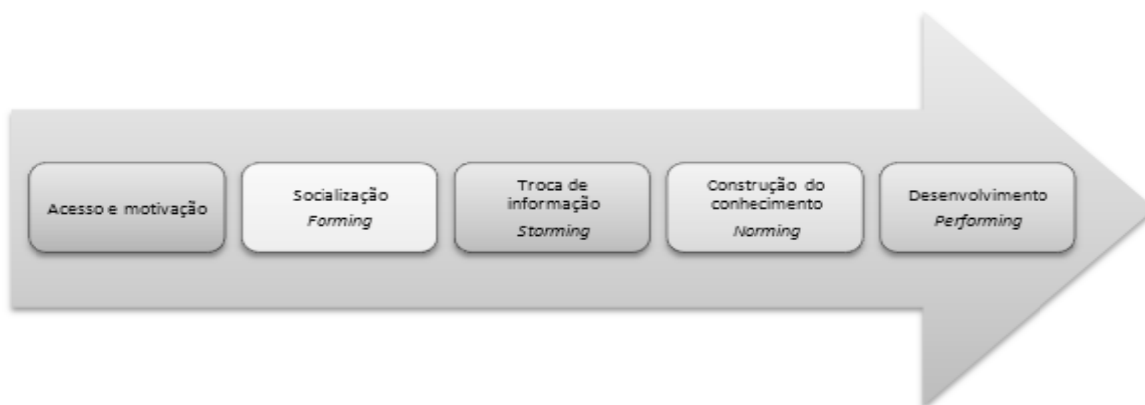 Acesso e motivação
Socialização
Forming
Troca de
informação
Storming
Construção do
conhecimento
Norming
Desenvolvimento
Performing